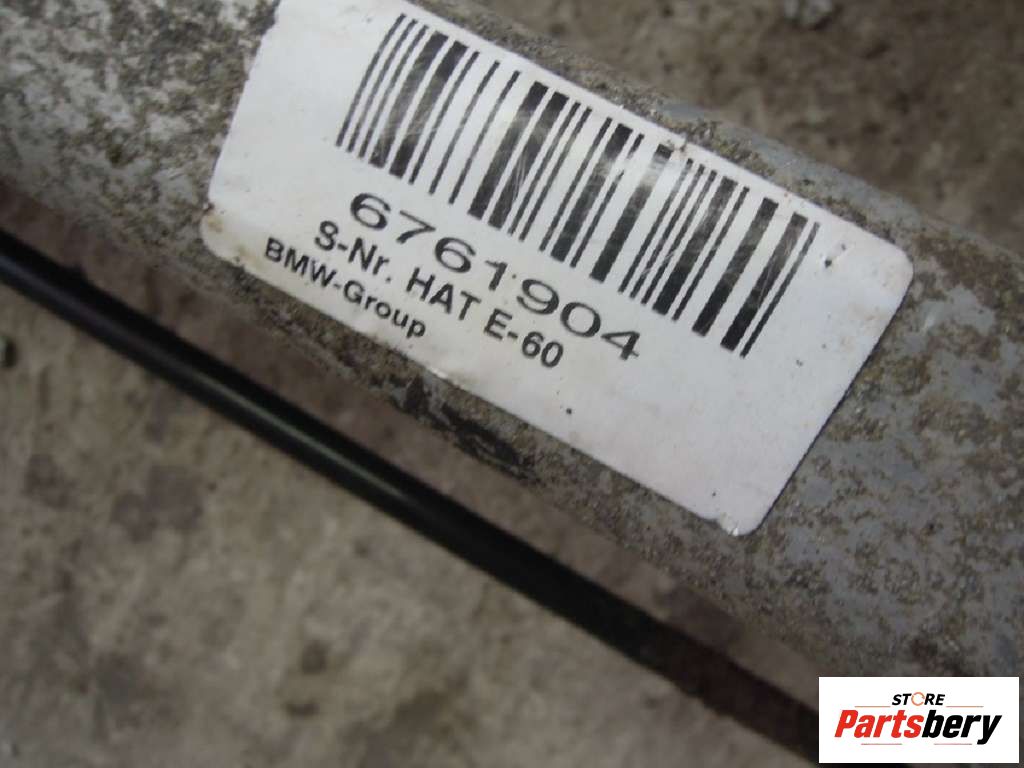 6761904
S-Nr. HAT E-60
BMW-Group
STORE
Partsbery